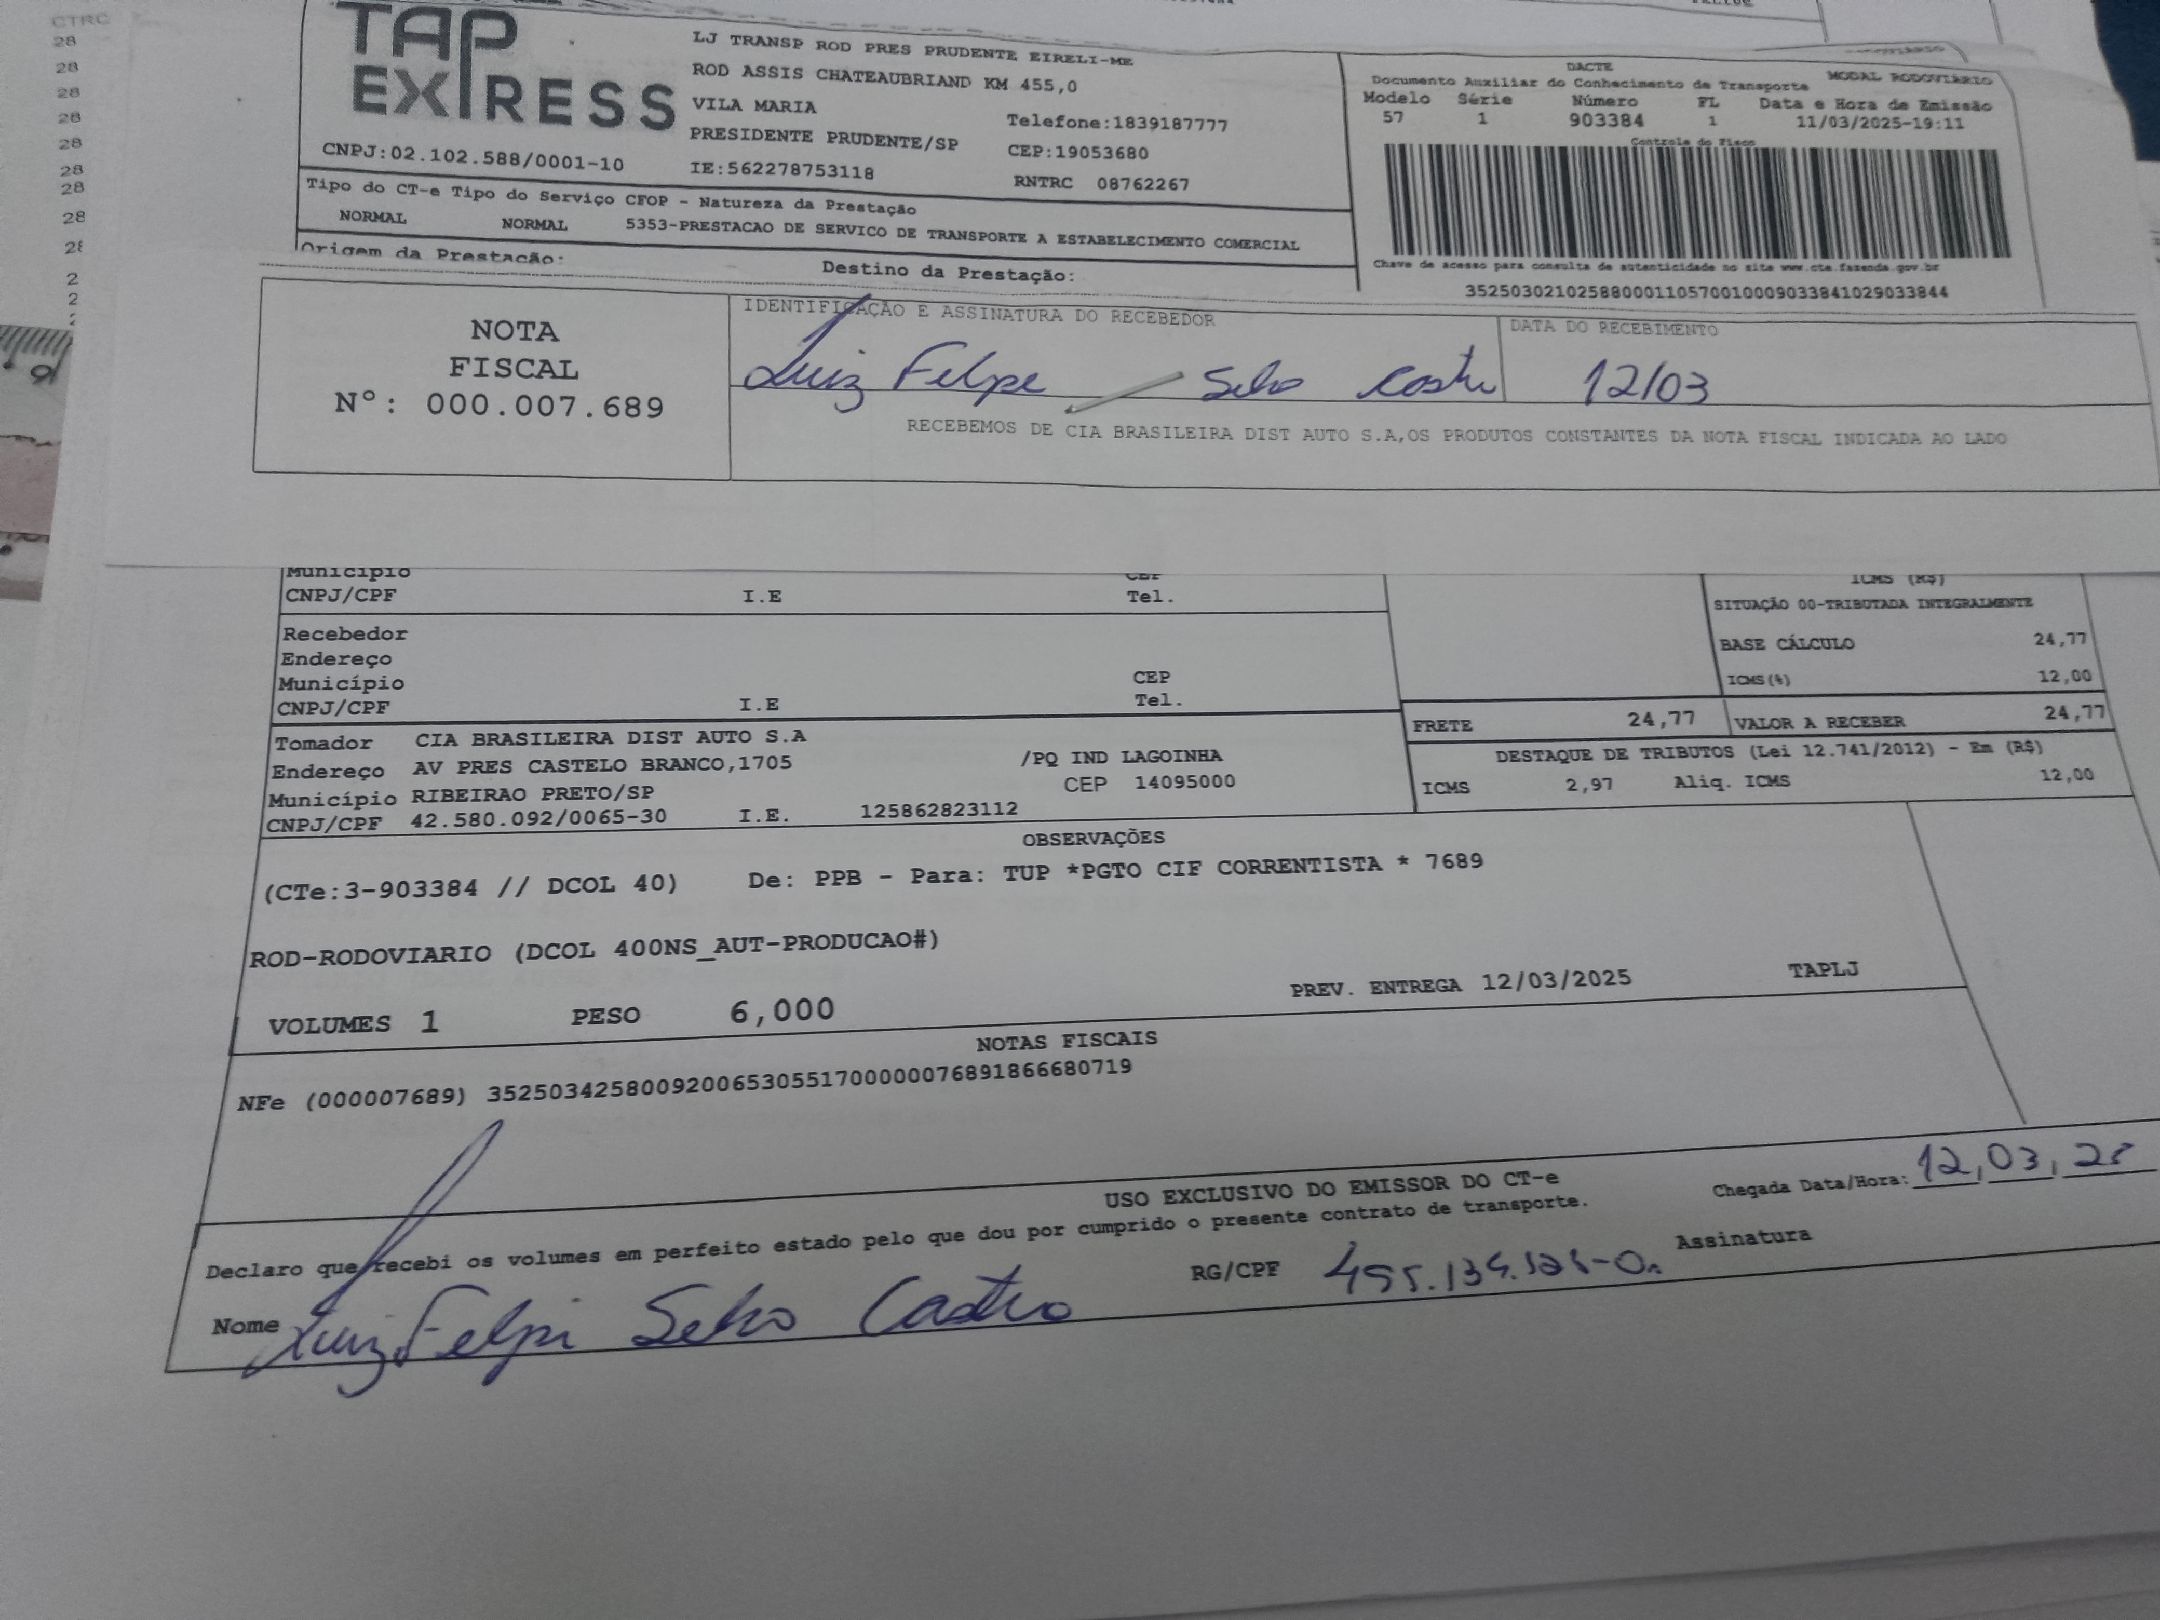 CTRC
TAP
EXPRESS
LJ TRANSP ROD PRES PRUDENTE EIRELI-ME
ROD ASSIS CHATEAUBRIAND KM 455,0
VILA MARIA
Telefone:1839187777
PRESIDENTE PRUDENTE/SP
CEP:19053680
CNPJ:02.102.588/0001-10
IE:562278753118
RNTRC 08762267
DACTE
MODAL RODOVIÁRIO
Documento Auxiliar do Conhecimento de Transporte
Modelo Série Número FL Data e Hora de Emissão
57 1 903384 1 11/03/2025-19:11
Controle do Fisco
Tipo do CT-e Tipo do Serviço CFOP - Natureza da Prestação
NORMAL NORMAL 5353-PRESTACAO DE SERVICO DE TRANSPORTE A ESTABELECIMENTO COMERCIAL
Origem da Prestação: Destino da Prestação:
Chave de acesso para consulta de autenticidade no site www.cte.fazenda.gov.br
35250302102588000110570010009033841029033844
NOTA
FISCAL
N°: 000.007.689
IDENTIFICAÇÃO E ASSINATURA DO RECEBEDOR
DATA DO RECEBIMENTO
Luiz Felipe Castro 12/03
RECEBEMOS DE CIA BRASILEIRA DIST AUTO S.A,OS PRODUTOS CONSTANTES DA NOTA FISCAL INDICADA AO LADO
Município CEP
CNPJ/CPF I.E Tel.
ICMS (R$)
SITUAÇÃO 00-TRIBUTADA INTEGRALMENTE
Recebedor
Endereço
Município CEP
CNPJ/CPF I.E Tel.
BASE CÁLCULO 24,77
ICMS(%) 12,00
FRETE 24,77 VALOR A RECEBER 24,77
Tomador CIA BRASILEIRA DIST AUTO S.A
Endereço AV PRES CASTELO BRANCO,1705 /PQ IND LAGOINHA
Município RIBEIRAO PRETO/SP CEP 14095000
CNPJ/CPF 42.580.092/0065-30 I.E. 125862823112
DESTAQUE DE TRIBUTOS (Lei 12.741/2012) - Em (R$)
ICMS 2,97 Aliq. ICMS 12,00
OBSERVAÇÕES
(CTe:3-903384 // DCOL 40) De: PPB - Para: TUP *PGTO CIF CORRENTISTA * 7689
ROD-RODOVIARIO (DCOL 400NS_AUT-PRODUCAO#)
VOLUMES 1 PESO 6,000 PREV. ENTREGA 12/03/2025 TAPLJ
NOTAS FISCAIS
NFe (000007689) 35250342580092006530551700000076891866680719
USO EXCLUSIVO DO EMISSOR DO CT-e
Chegada Data/Hora: 12,03,
Declaro que recebi os volumes em perfeito estado pelo que dou por cumprido o presente contrato de transporte.
Nome Luiz Felipi Castro RG/CPF Assinatura